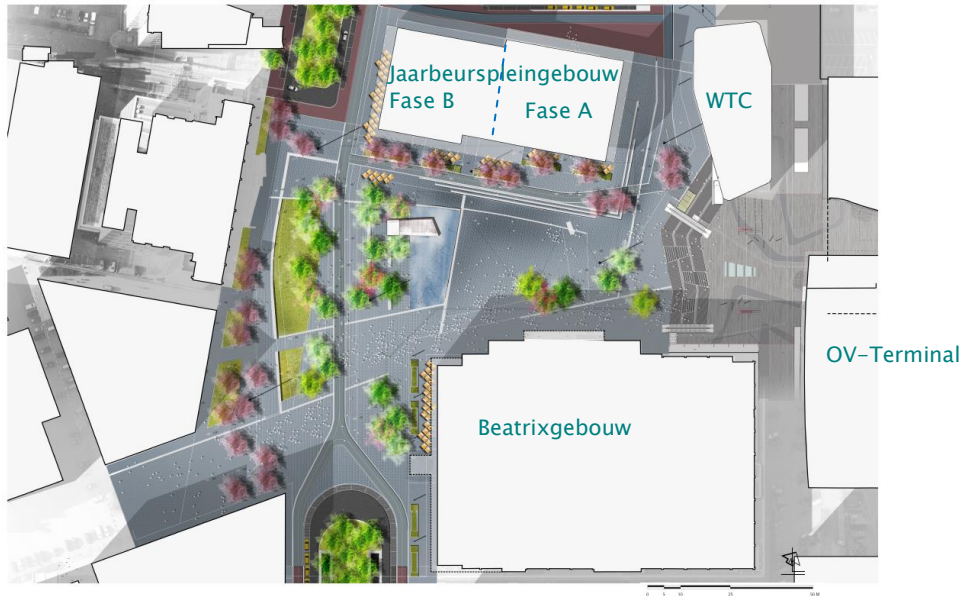 Jaarbeurspleingebouw
Fase B
Fase A
WTC
OV-Terminal
Beatrixgebouw
0 5 10 25 50 M